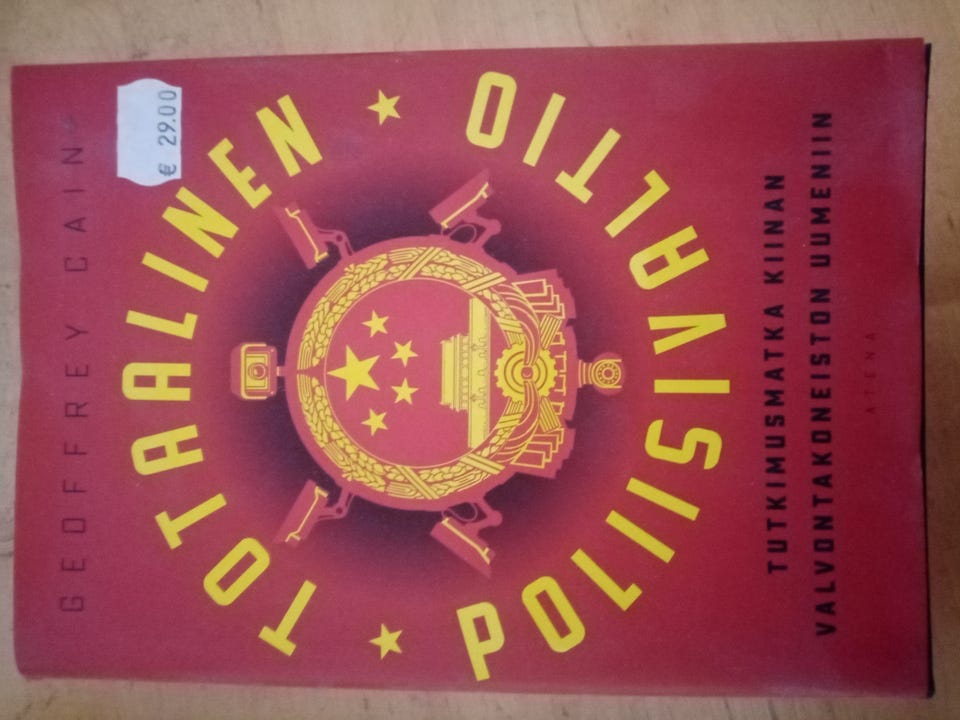 GEOFFREY CAIN
€ 29.00
TOTAALINEN
POLIISIVALTIO
TUTKIMUSMATKA KIINAN
VALVONTAKONEISTON UUMENIIN
ATENA